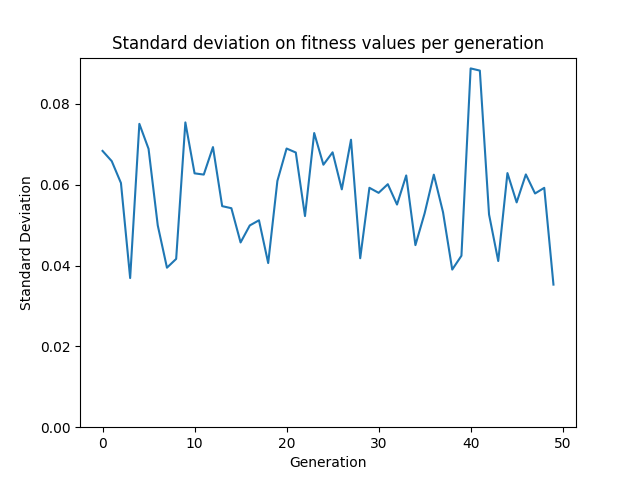 Standard deviation on fitness values per generation
0.08
0.06
0.04
0.02
0.00
Standard Deviation
0 10 20 30 40 50
Generation